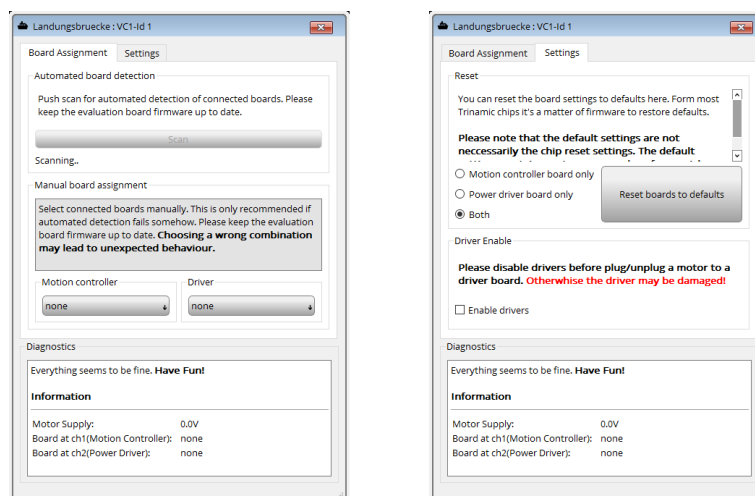 Landungsbruecke : VC1-Id 1
Board Assignment Settings
Automated board detection
Push scan for automated detection of connected boards. Please
keep the evaluation board firmware up to date.
Scan
Scanning..
Manual board assignment
Select connected boards manually. This is only recommended if
automated detection fails somehow. Please keep the evaluation
board firmware up to date. Choosing a wrong combination
may lead to unexpected behaviour.
Motion controller Driver
none none
Diagnostics
Everything seems to be fine. Have Fun!
Information
Motor Supply: 0.0V
Board at ch1(Motion Controller): none
Board at ch2(Power Driver): none
Landungsbruecke : VC1-Id 1
Board Assignment Settings
Reset
You can reset the board settings to defaults here. Form most
Trinamic chips it's a matter of firmware to restore defaults.
Please note that the default settings are not
neccessarily the chip reset settings. The default
Motion controller board only
Power driver board only
Both
Reset boards to defaults
Driver Enable
Please disable drivers before plug/unplug a motor to a
driver board. Otherwhise the driver may be damaged!
Enable drivers
Diagnostics
Everything seems to be fine. Have Fun!
Information
Motor Supply: 0.0V
Board at ch1(Motion Controller): none
Board at ch2(Power Driver): none